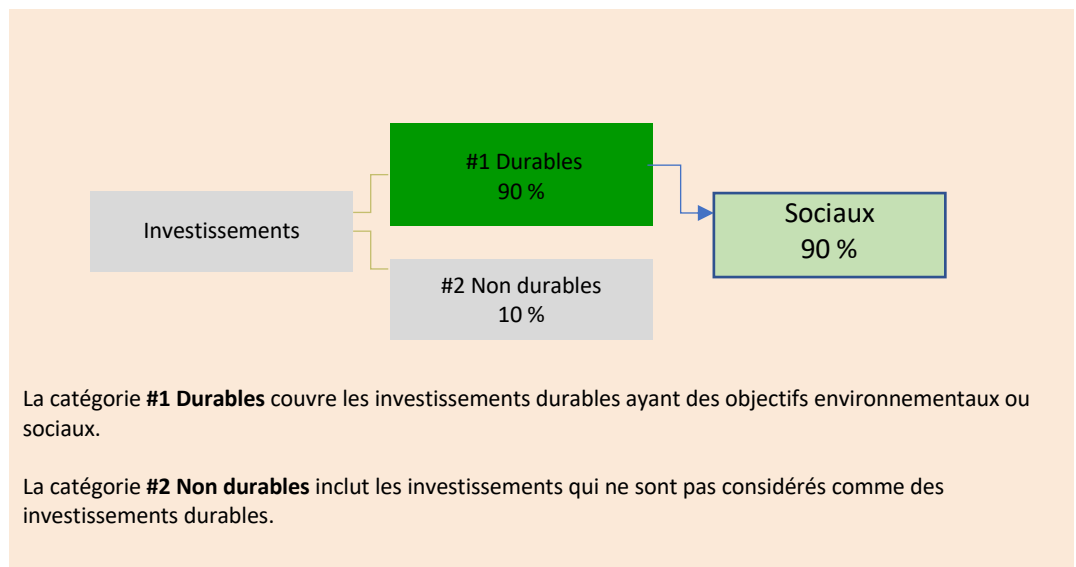 #1 Durables
90 %
Investissements
Sociaux
90 %
#2 Non durables
10 %
La catégorie #1 Durables couvre les investissements durables ayant des objectifs environnementaux ou
sociaux.
La catégorie #2 Non durables inclut les investissements qui ne sont pas considérés comme des
investissements durables.